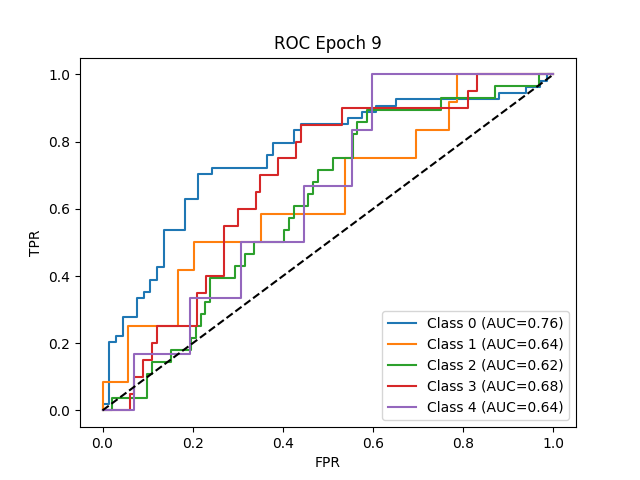 ROC Epoch 9
TPR
1.0
0.8
0.6
0.4
0.2
0.0
Class 0 (AUC=0.76)
Class 1 (AUC=0.64)
Class 2 (AUC=0.62)
Class 3 (AUC=0.68)
Class 4 (AUC=0.64)
0.0 0.2 0.4 0.6 0.8 1.0
FPR